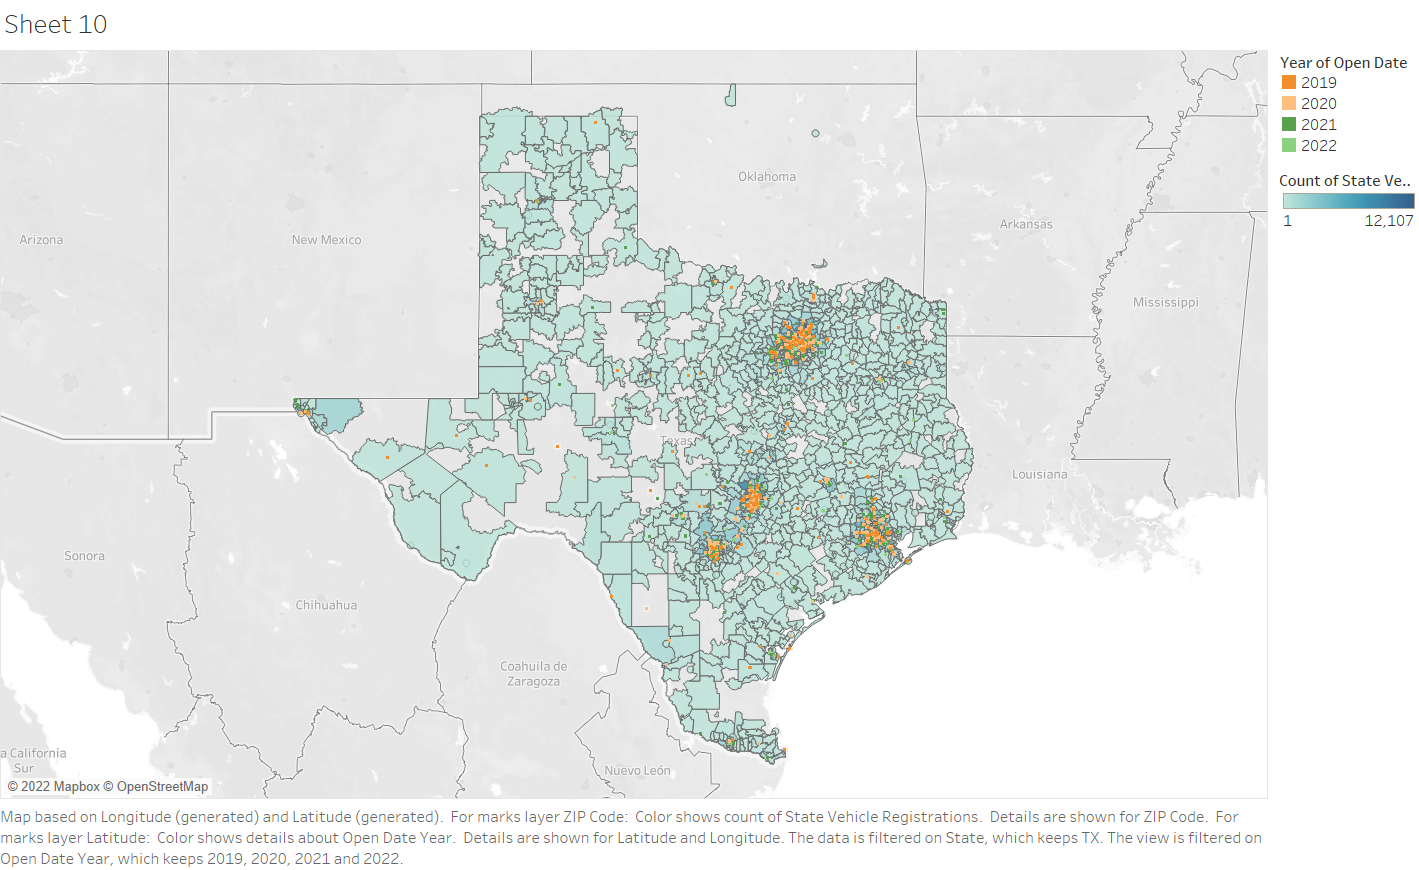 Sheet 10
Year of Open Date
2019
2020
2021
2022
Count of State Ve..
1 12,107
Oklahoma
Arizona
New Mexico
Arkansas
Mississippi
Texas
Louisiana
Sonora
Chihuahua
Coahuila de
Zaragoza
a California
Sur
Nuevo León
© 2022 Mapbox © OpenStreetMap
Map based on Longitude (generated) and Latitude (generated).  For marks layer ZIP Code:  Color shows count of State Vehicle Registrations.  Details are shown for ZIP Code.  For
marks layer Latitude:  Color shows details about Open Date Year.  Details are shown for Latitude and Longitude. The data is filtered on State, which keeps TX. The view is filtered on
Open Date Year, which keeps 2019, 2020, 2021 and 2022.